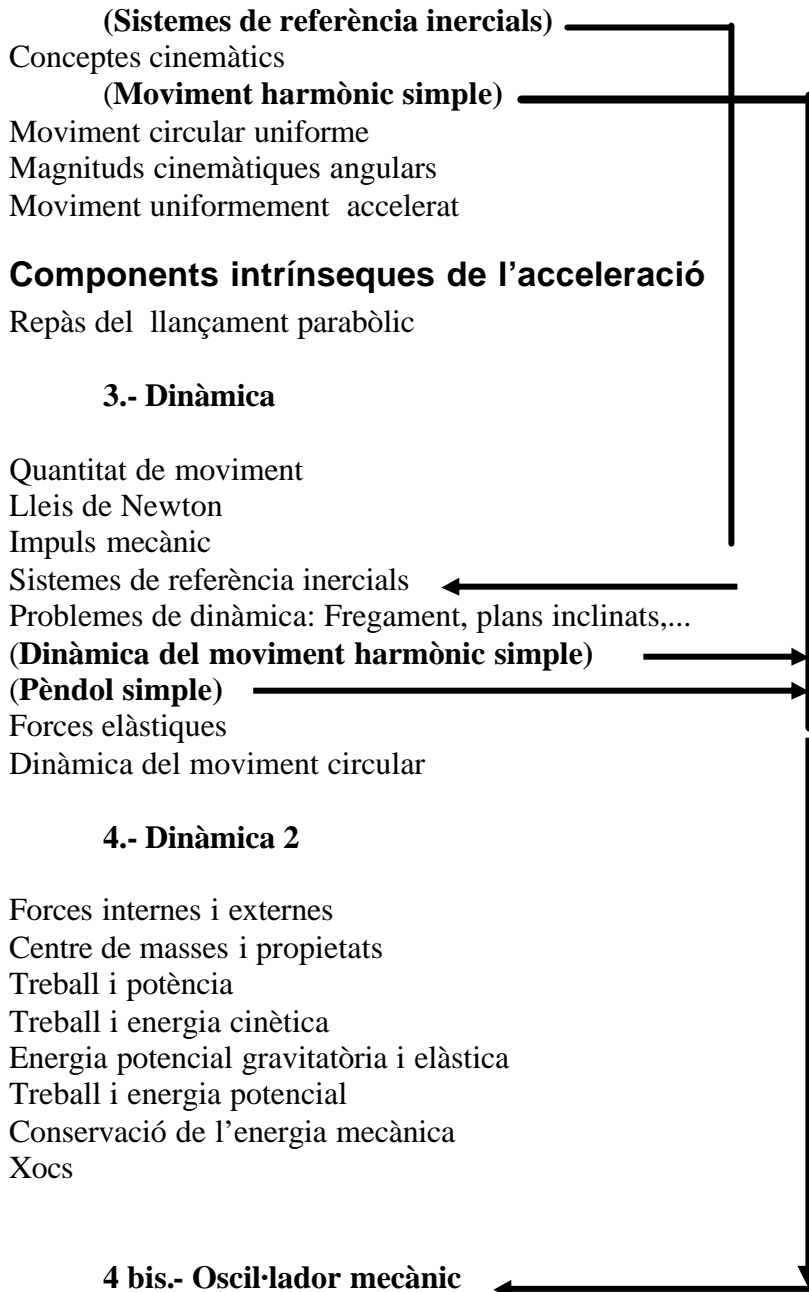 (Sistemes de referència inercials)
Conceptes cinemàtics
(Moviment harmònic simple)
Moviment circular uniforme
Magnituds cinemàtiques angulars
Moviment uniformement accelerat
Components intrínseques de l’acceleració
Repàs del llançament parabòlic
3.- Dinàmica
Quantitat de moviment
Lleis de Newton
Impuls mecànic
Sistemes de referència inercials
Problemes de dinàmica: Fregament, plans inclinats,...
(Dinàmica del moviment harmònic simple)
(Pèndol simple)
Forces elàstiques
Dinàmica del moviment circular
4.- Dinàmica 2
Forces internes i externes
Centre de masses i propietats
Treball i potència
Treball i energia cinètica
Energia potencial gravitatòria i elàstica
Treball i energia potencial
Conservació de l’energia mecànica
Xocs
4 bis.- Oscil·lador mecànic